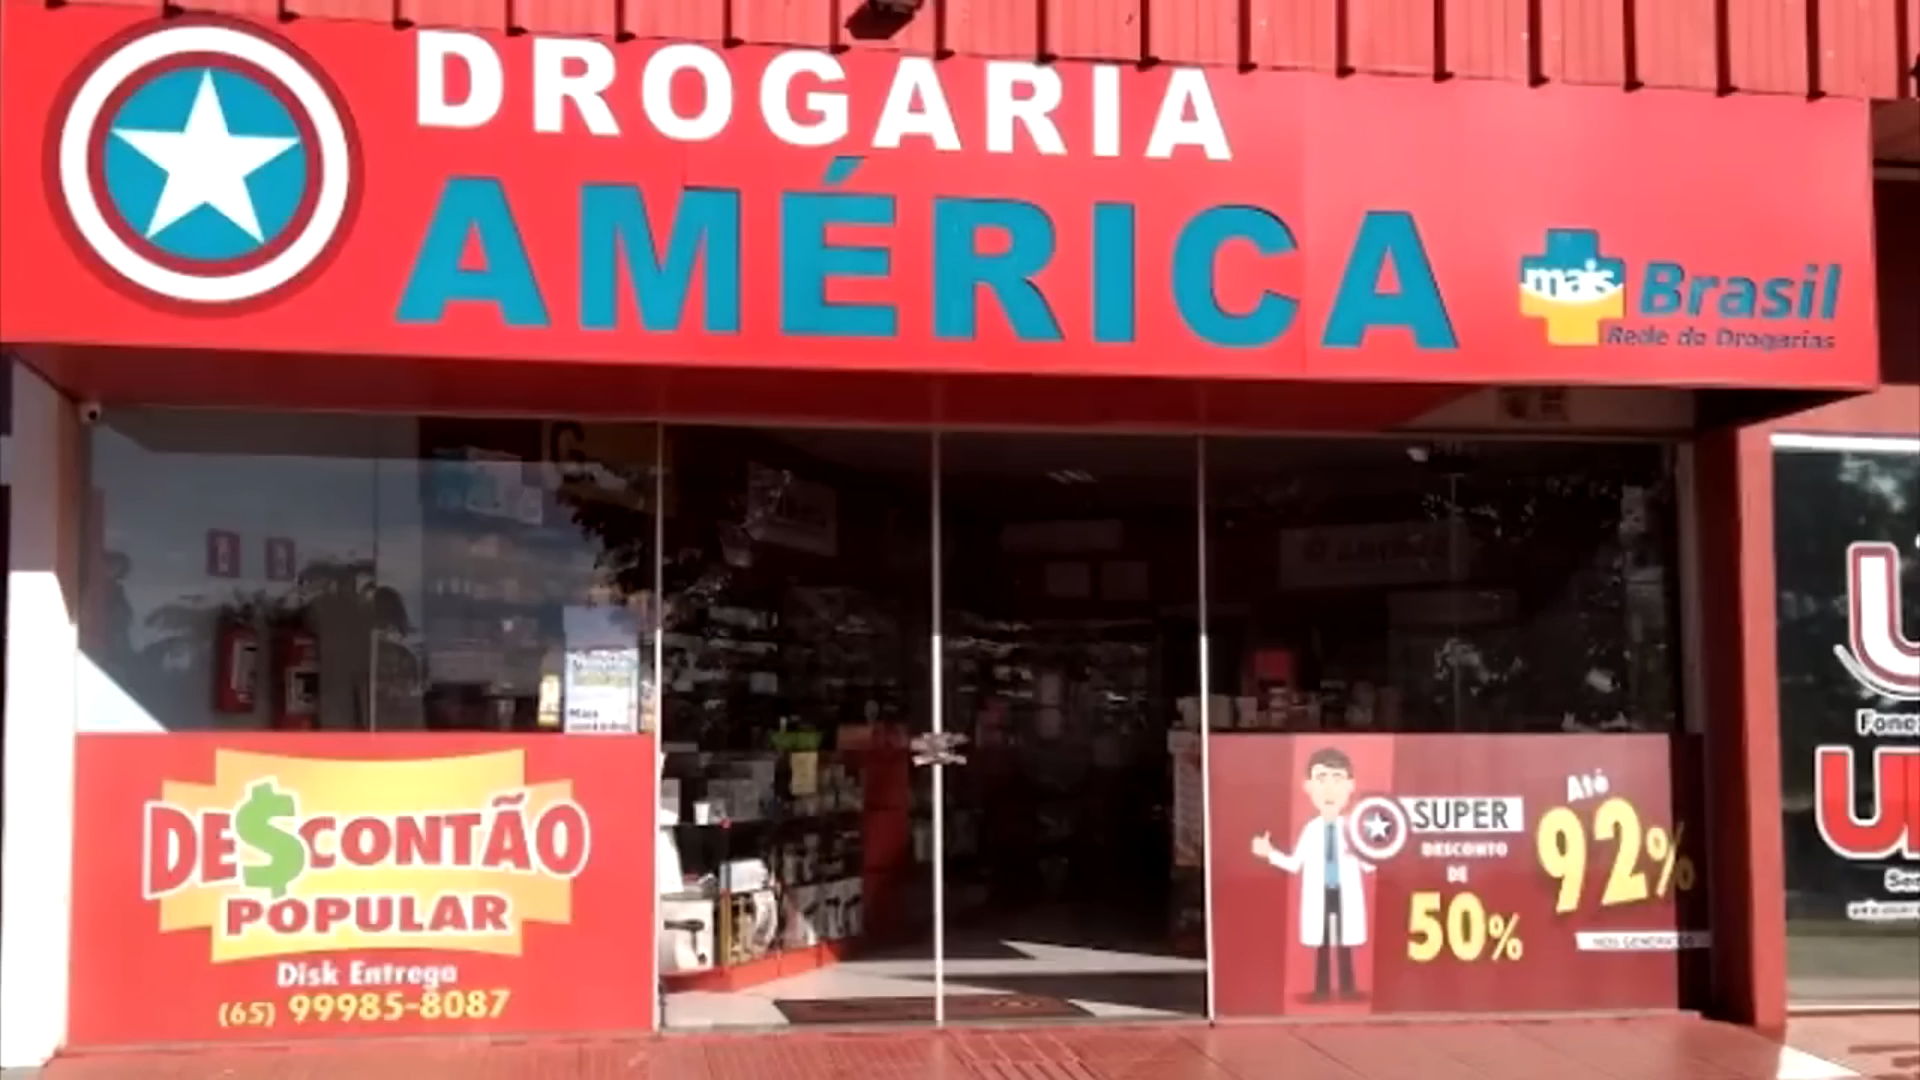 DROGARIA
AMÉRICA
mais Brasil
Rede de Drogarias
DE$CONTÃO
POPULAR
Disk Entrega
(65) 99985-8087
SUPER
DESCONTO
DE
50%
Até
92%